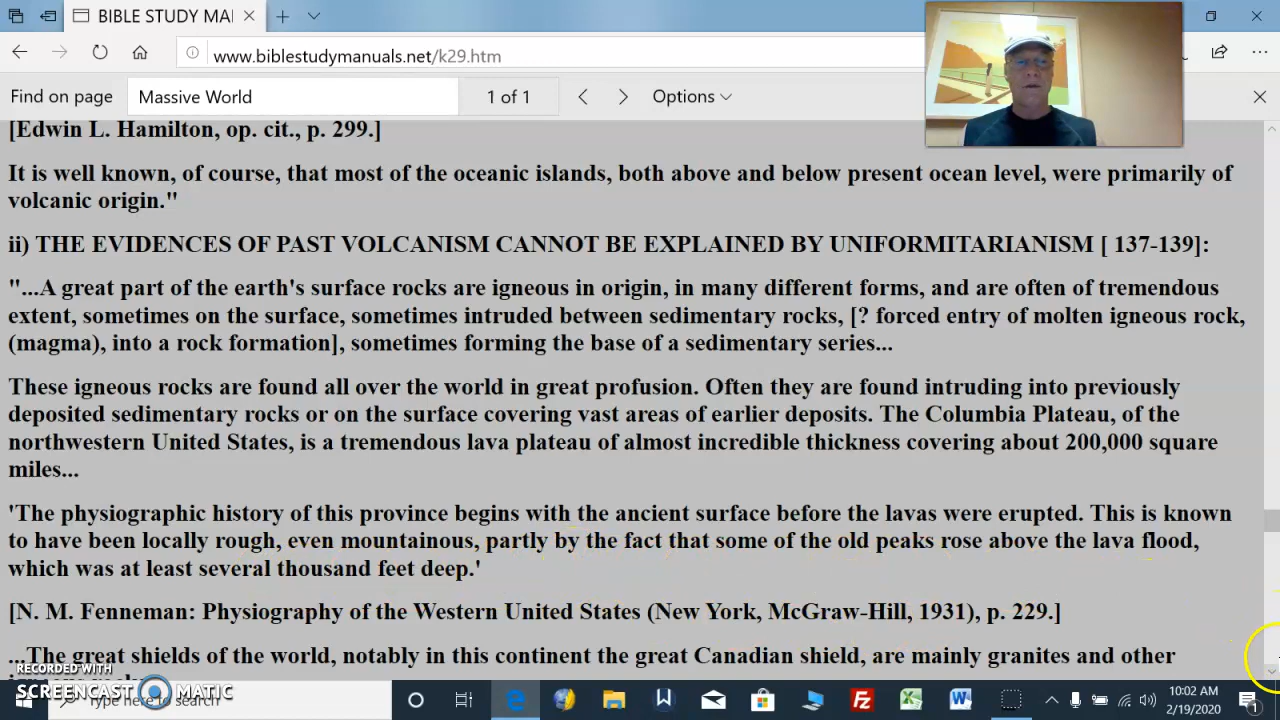 BIBLE STUDY MA
www.biblestudymanuals.net/k29.htm
Find on page
Massive World
1 of 1
Options
[Edwin L. Hamilton, op. cit., p. 299.]
It is well known, of course, that most of the oceanic islands, both above and below present ocean level, were primarily of
volcanic origin."
ii) THE EVIDENCES OF PAST VOLCANISM CANNOT BE EXPLAINED BY UNIFORMITARIANISM [ 137-139]:
"...A great part of the earth's surface rocks are igneous in origin, in many different forms, and are often of tremendous
extent, sometimes on the surface, sometimes intruded between sedimentary rocks, [? forced entry of molten igneous rock,
(magma), into a rock formation], sometimes forming the base of a sedimentary series...
These igneous rocks are found all over the world in great profusion. Often they are found intruding into previously
deposited sedimentary rocks or on the surface covering vast areas of earlier deposits. The Columbia Plateau, of the
northwestern United States, is a tremendous lava plateau of almost incredible thickness covering about 200,000 square
miles...
'The physiographic history of this province begins with the ancient surface before the lavas were erupted. This is known
to have been locally rough, even mountainous, partly by the fact that some of the old peaks rose above the lava flood,
which was at least several thousand feet deep.'
[N. M. Fenneman: Physiography of the Western United States (New York, McGraw-Hill, 1931), p. 229.]
...The great shields of the world, notably in this continent the great Canadian shield, are mainly granites and other
RECORDED WITH
SCREENCAST MATIC
Type here to search
10:02 AM
2/19/2020
1